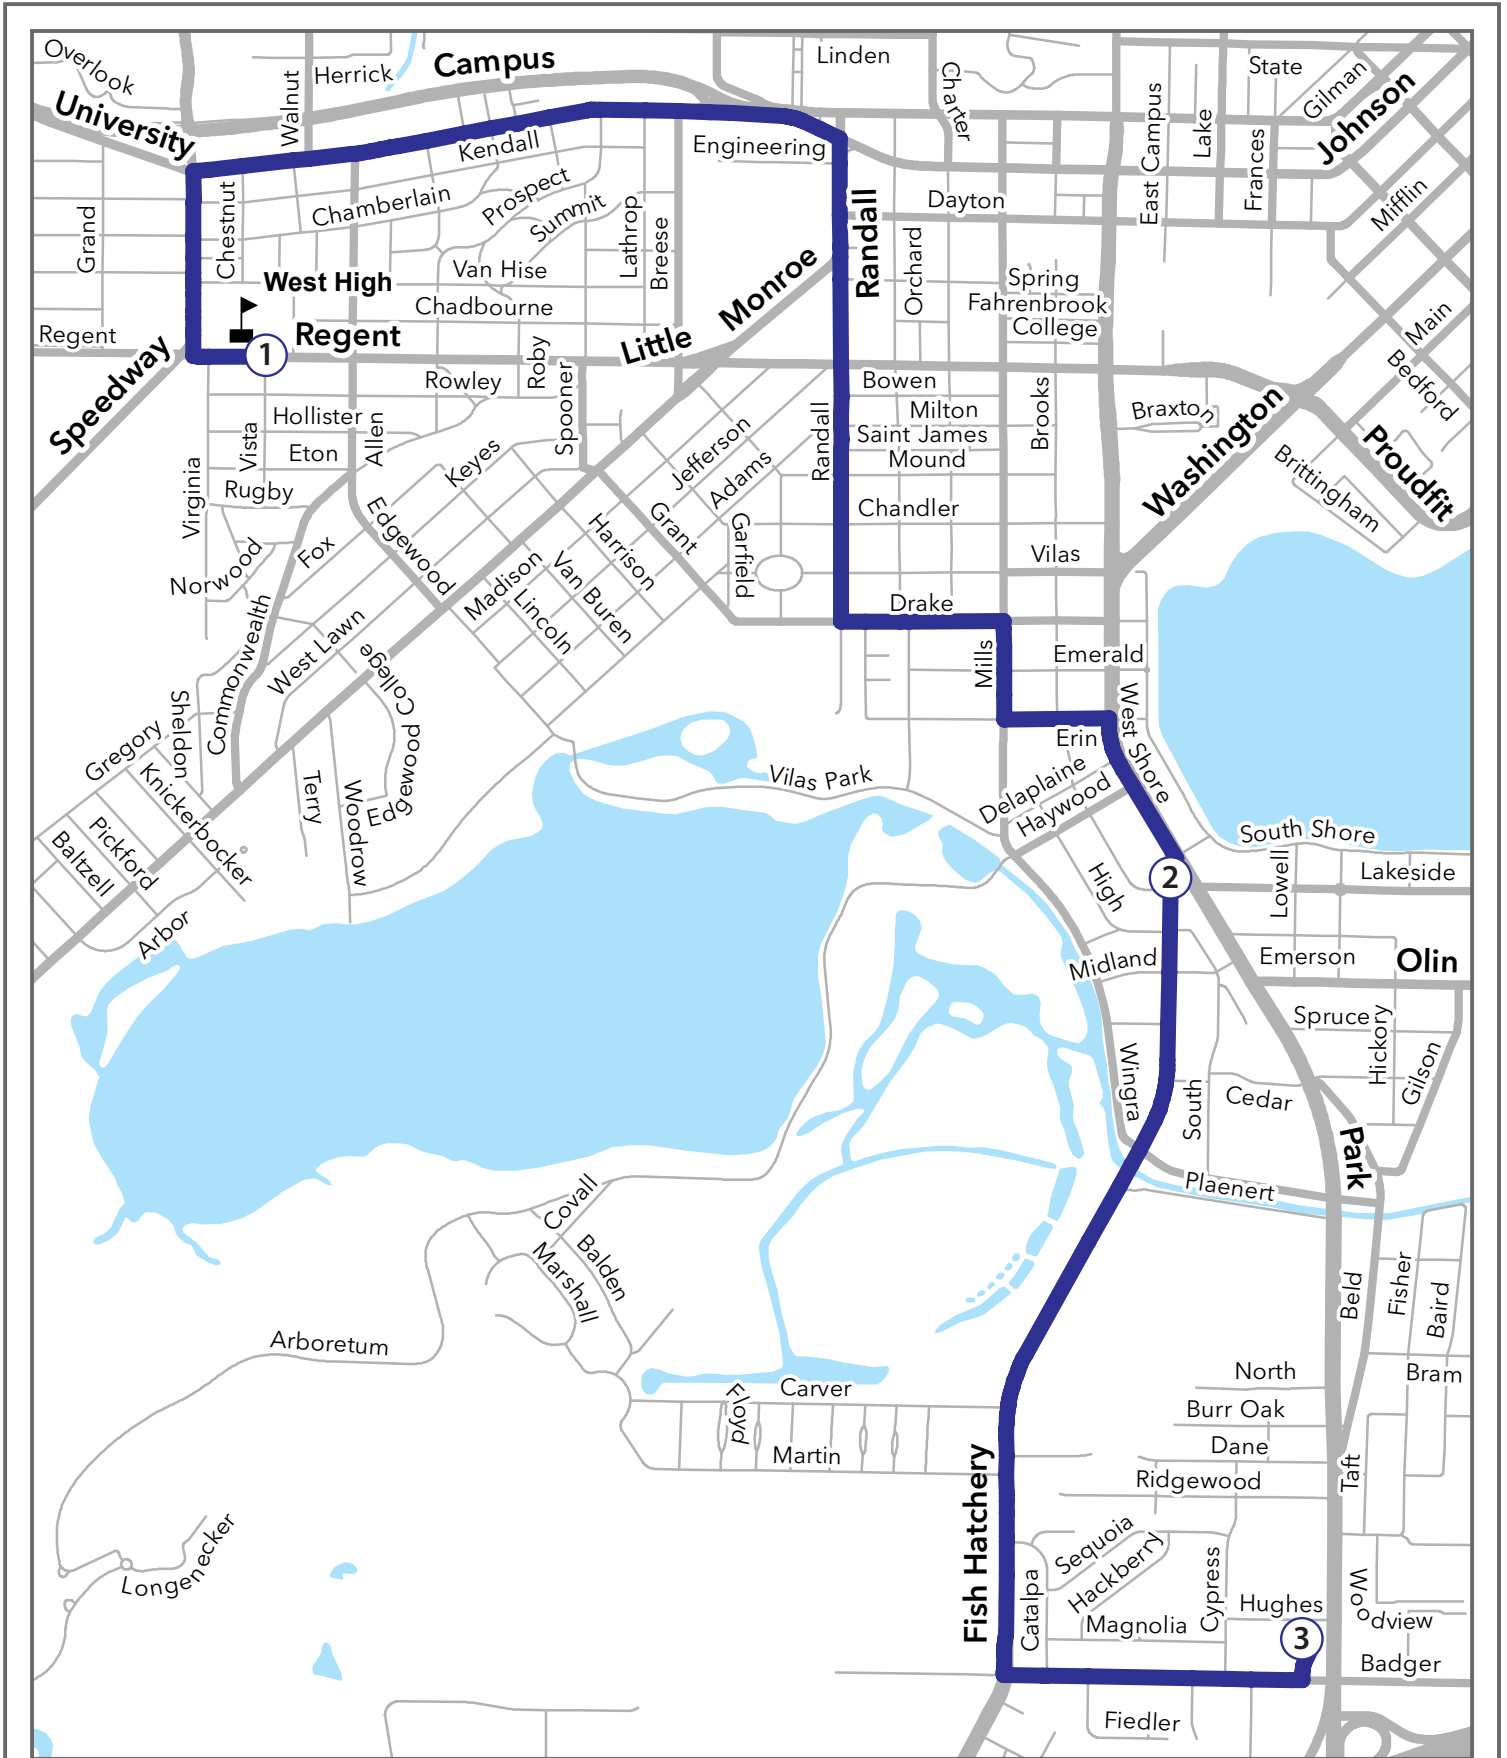 Overlook
Herrick
Campus
Linden
Charter
State
Gilman
Johnson
University
Walnut
Kendall
Engineering
East Campus
Lake
Frances
Mifflin
Grand
Chestnut
Chamberlain
Prospect
Summit
Lathrop
Breese
Randall
Dayton
Orchard
Van Hise
West High
Chadbourne
Spring
Fahrenbrook
College
Main
Regent
1
Regent
Little
Monroe
Speedway
Roby
Spooner
Rowley
Bowen
Bedford
Hollister
Allen
Vista
Eton
Milton
Saint James
Mound
Brooks
Braxton
Washington
Proudfit
Brittingham
Virginia
Rugby
Keyes
Jefferson
Adams
Randall
Chandler
Edgewood
Grant
Garfield
Harrison
Norwood
Fox
Madison
Van Buren
Lincoln
Vilas
Drake
Commonwealth
West Lawn
College
Mills
Emerald
Sheldon
Edgewood
Erin
West Shore
Gregory
Knickerbocker
Terry
Woodrow
Edgewood
Vilas Park
Delaplaine
Haywood
Pickford
Baltzell
South Shore
2
High
Lowell
Lakeside
Arbor
Midland
Emerson
Olin
Spruce
Hickory
Gilson
Wingra
South
Cedar
Park
Plaenert
Covall
Balden
Marshall
Beld
Fisher
Baird
Arboretum
North
Bram
Carver
Floyd
Burr Oak
Martin
Dane
Taft
Ridgewood
Fish Hatchery
Longenecker
Sequoia
Hackberry
Catalpa
Cypress
Magnolia
Hughes
Woodview
3
Badger
Fiedler